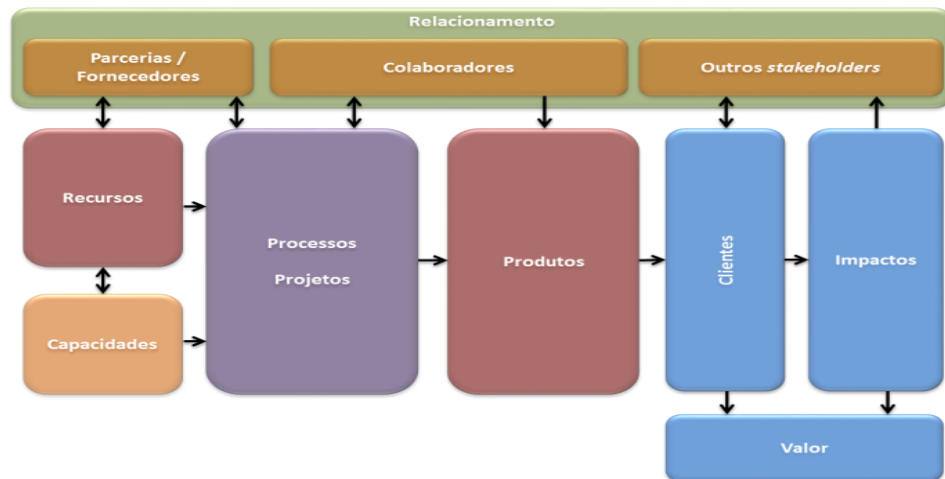 Relacionamento
Parcerias /
Fornecedores
Colaboradores
Outros stakeholders
Recursos
Capacidades
Processos
Projetos
Produtos
Clientes
Impactos
Valor